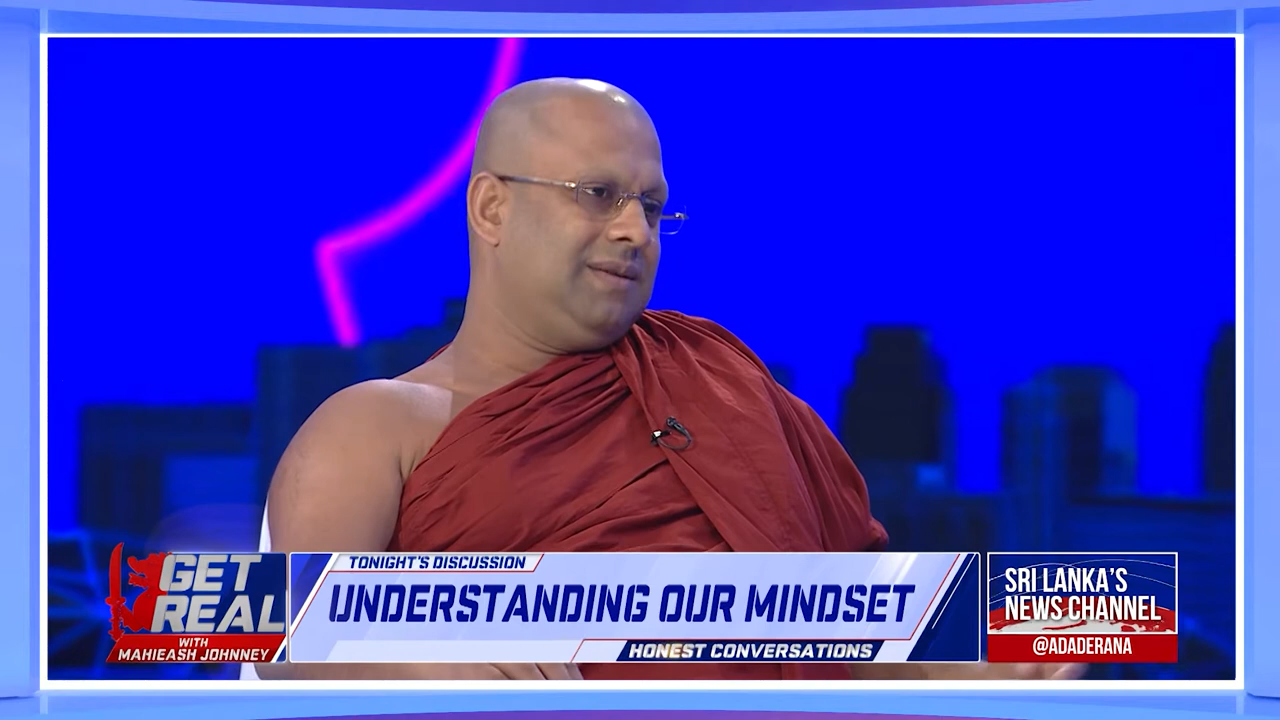 GET
REAL
WITH
MAHIEASH JOHNNEY
TONIGHT'S DISCUSSION
UNDERSTANDING OUR MINDSET
HONEST CONVERSATIONS
SRI LANKA'S
NEWS CHANNEL
@ADADERANA